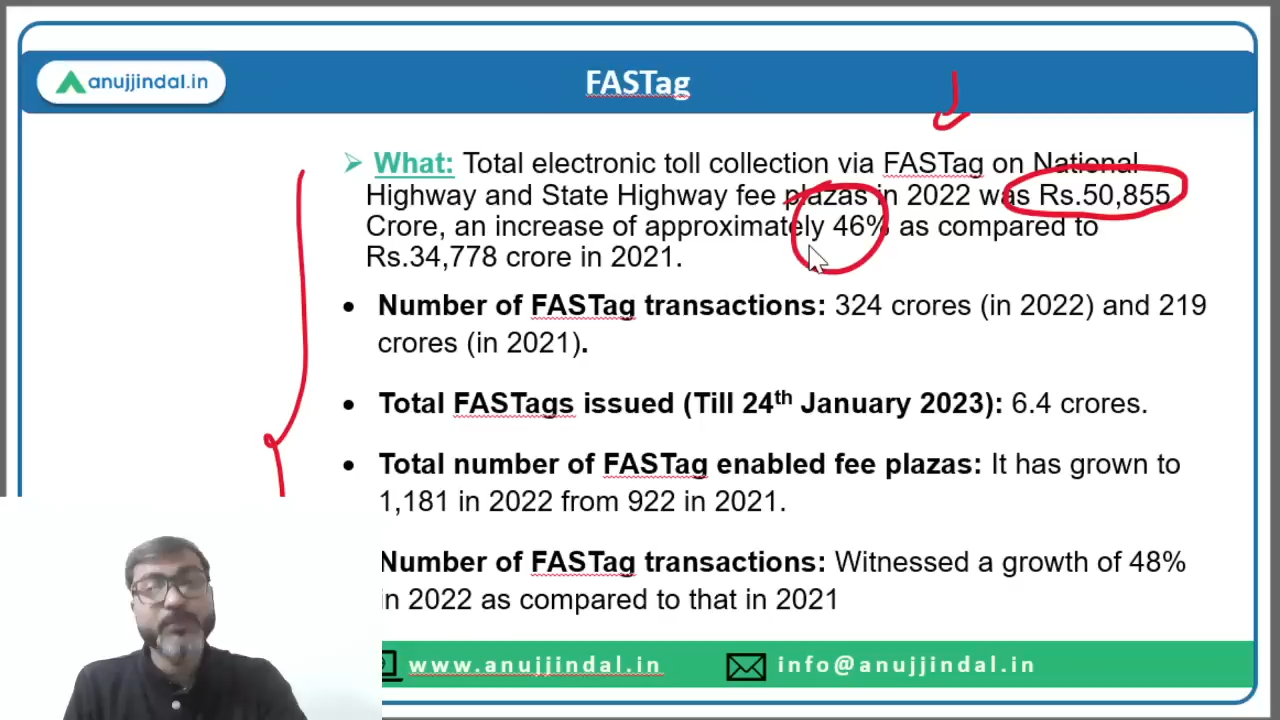 anujjindal.in
FASTag
What: Total electronic toll collection via FASTag on National
Highway and State Highway fee plazas in 2022 was Rs.50,855
Crore, an increase of approximately 46% as compared to
Rs.34,778 crore in 2021.
• Number of FASTag transactions: 324 crores (in 2022) and 219
crores (in 2021).
• Total FASTags issued (Till 24th January 2023): 6.4 crores.
• Total number of FASTag enabled fee plazas: It has grown to
1,181 in 2022 from 922 in 2021.
Number of FASTag transactions: Witnessed a growth of 48%
in 2022 as compared to that in 2021
www.anujjindal.in info@anujjindal.in